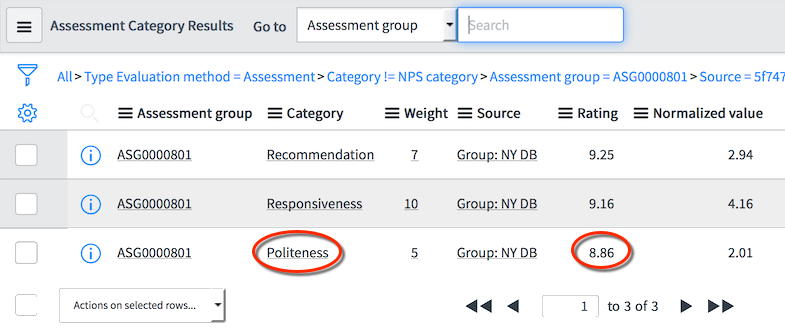 Assessment Category Results Go to Assessment group Search
All > Type Evaluation method = Assessment > Category != NPS category > Assessment group = ASG0000801 > Source = 5f747
Assessment group Category Weight Source Rating Normalized value
ASG0000801 Recommendation 7 Group: NY DB 9.25 2.94
ASG0000801 Responsiveness 10 Group: NY DB 9.16 4.16
ASG0000801 Politeness 5 Group: NY DB 8.86 2.01
Actions on selected rows... 1 to 3 of 3